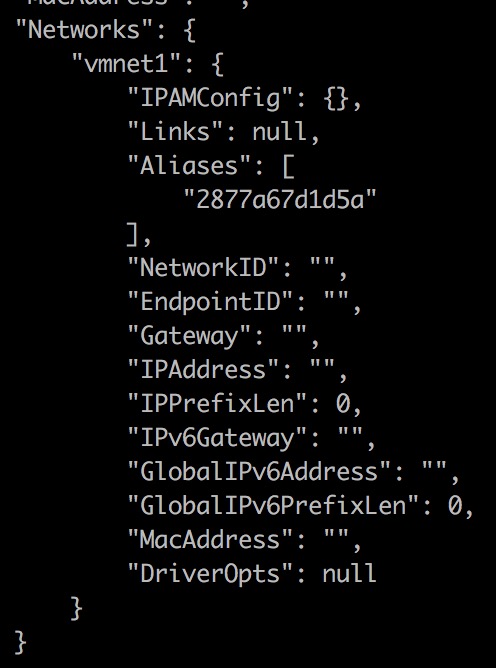 "MacAddress": "",
"Networks": {
"vmnet1": {
"IPAMConfig": {},
"Links": null,
"Aliases": [
"2877a67d1d5a"
],
"NetworkID": "",
"EndpointID": "",
"Gateway": "",
"IPAddress": "",
"IPPrefixLen": 0,
"IPv6Gateway": "",
"GlobalIPv6Address": "",
"GlobalIPv6PrefixLen": 0,
"MacAddress": "",
"DriverOpts": null
}
}